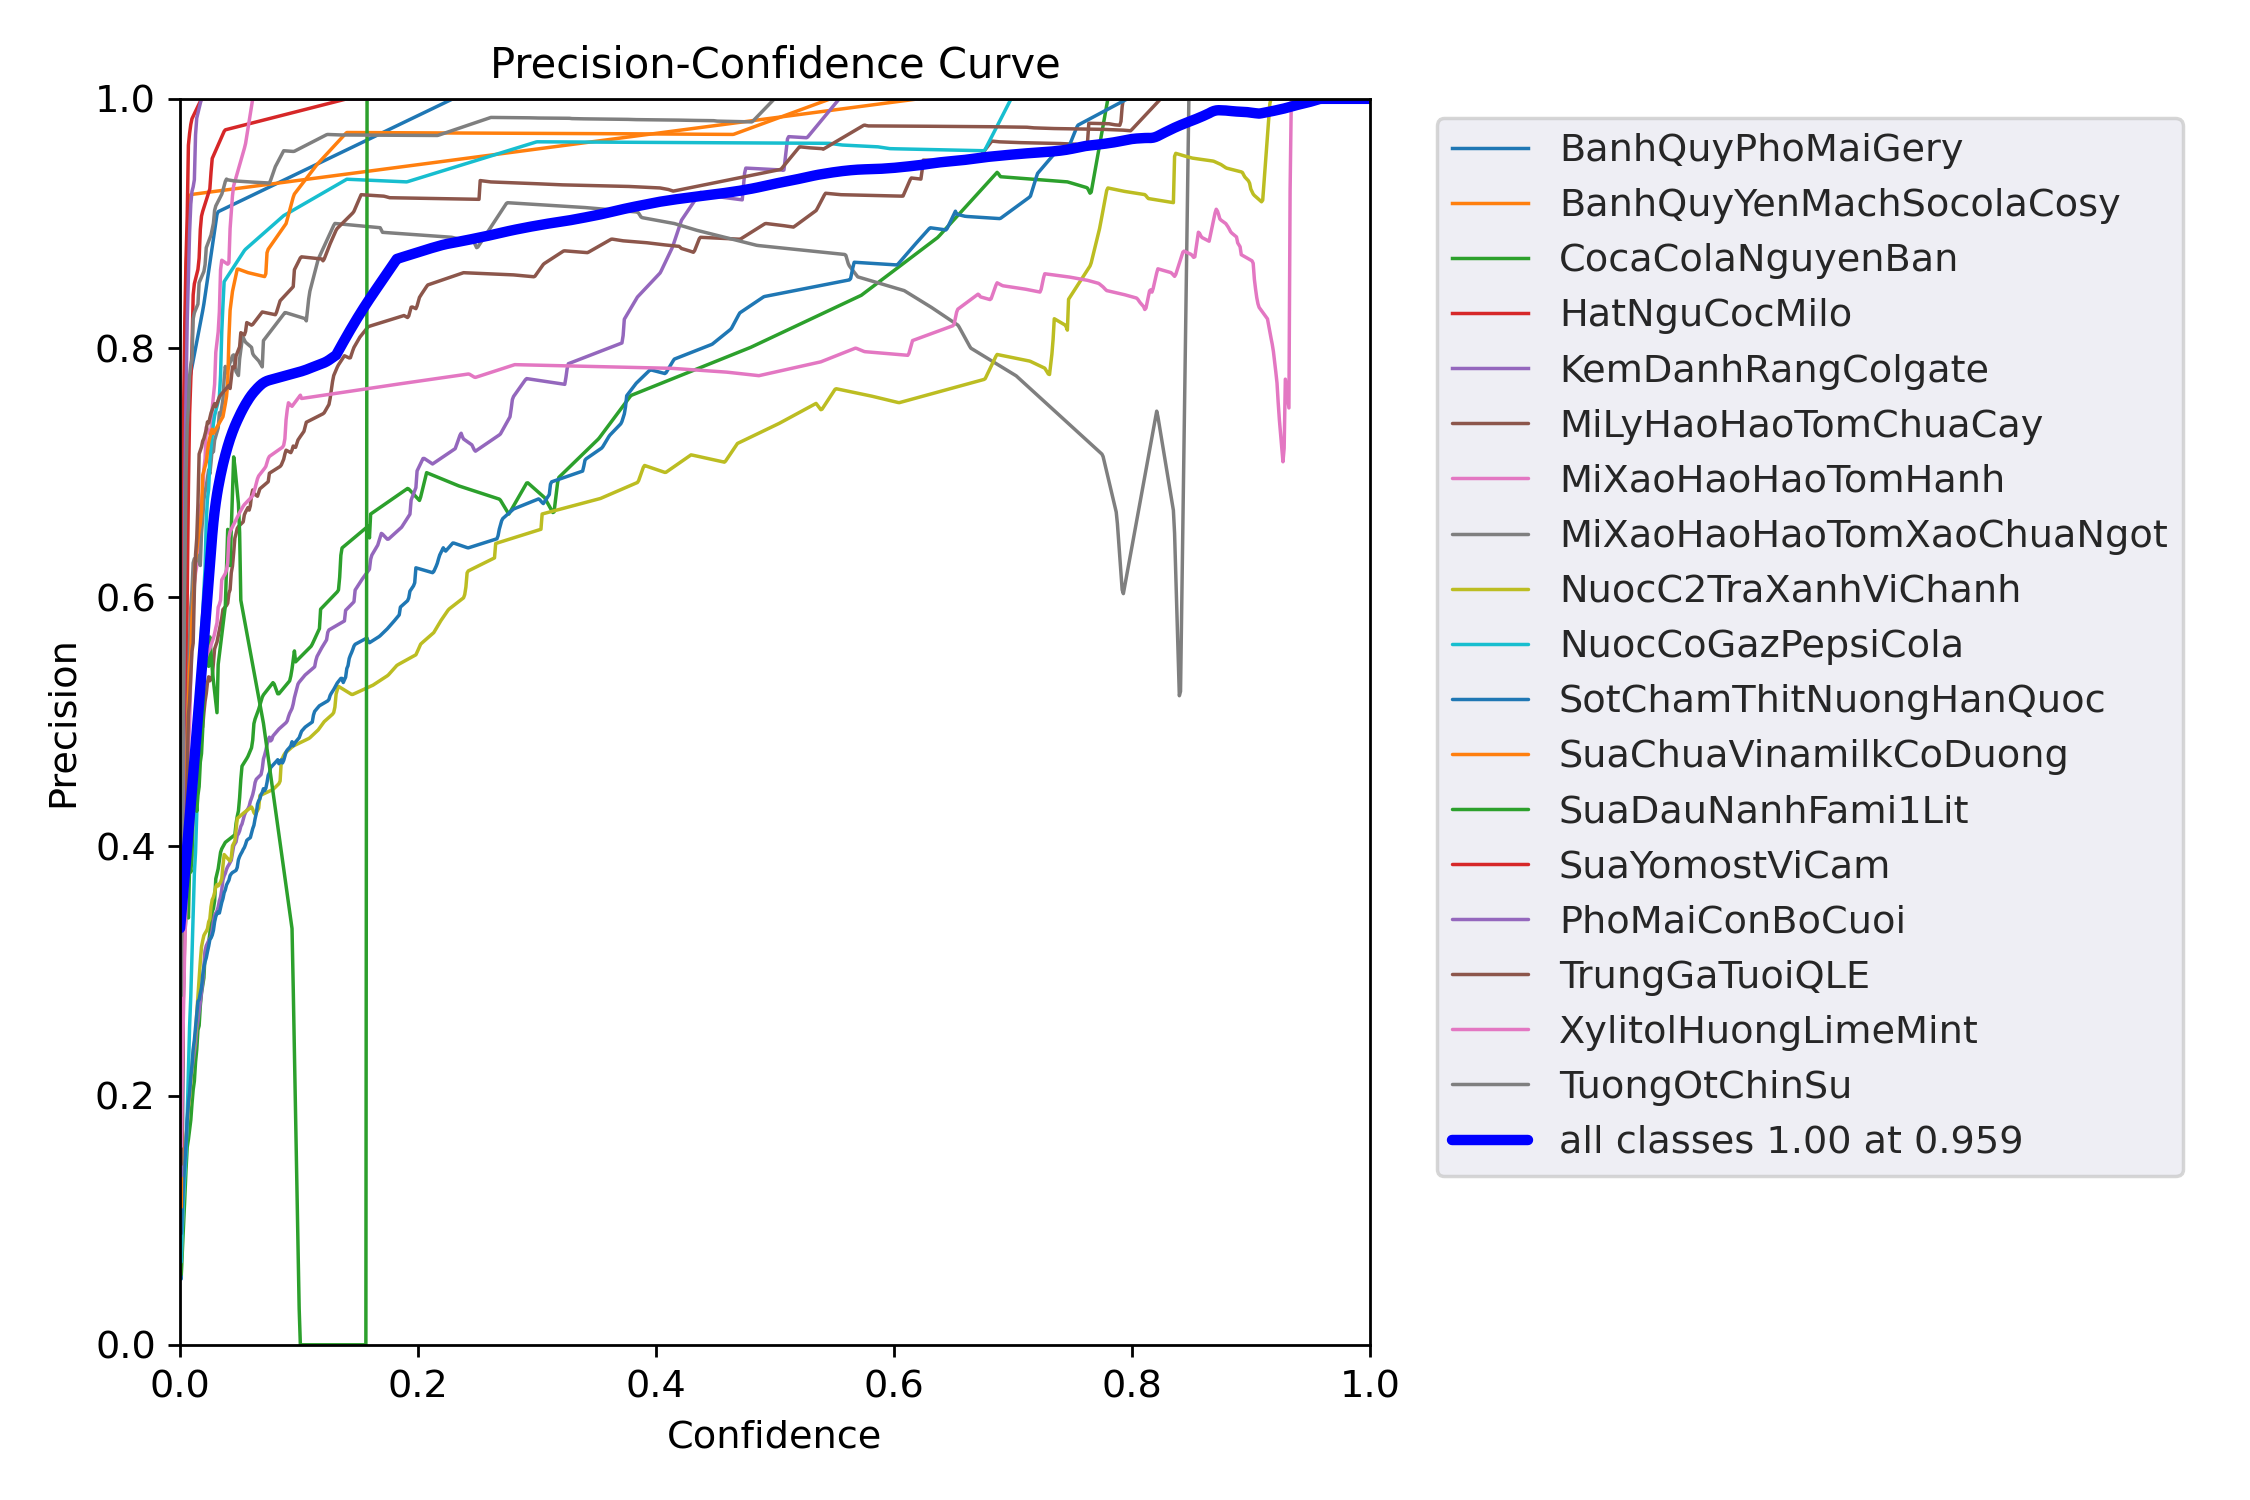 Precision-Confidence Curve
1.0
0.8
0.6
0.4
0.2
0.0
Precision
0.0 0.2 0.4 0.6 0.8 1.0
Confidence
BanhQuyPhoMaiGery
BanhQuyYenMachSocolaCosy
CocaColaNguyenBan
HatNguCocMilo
KemDanhRangColgate
MiLyHaoHaoTomChuaCay
MiXaoHaoHaoTomHanh
MiXaoHaoHaoTomXaoChuaNgot
NuocC2TraXanhViChanh
NuocCoGazPepsiCola
SotChamThitNuongHanQuoc
SuaChuaVinamilkCoDuong
SuaDauNanhFami1Lit
SuaYomostViCam
PhoMaiConBoCuoi
TrungGaTuoiQLE
XylitolHuongLimeMint
TuongOtChinSu
all classes 1.00 at 0.959